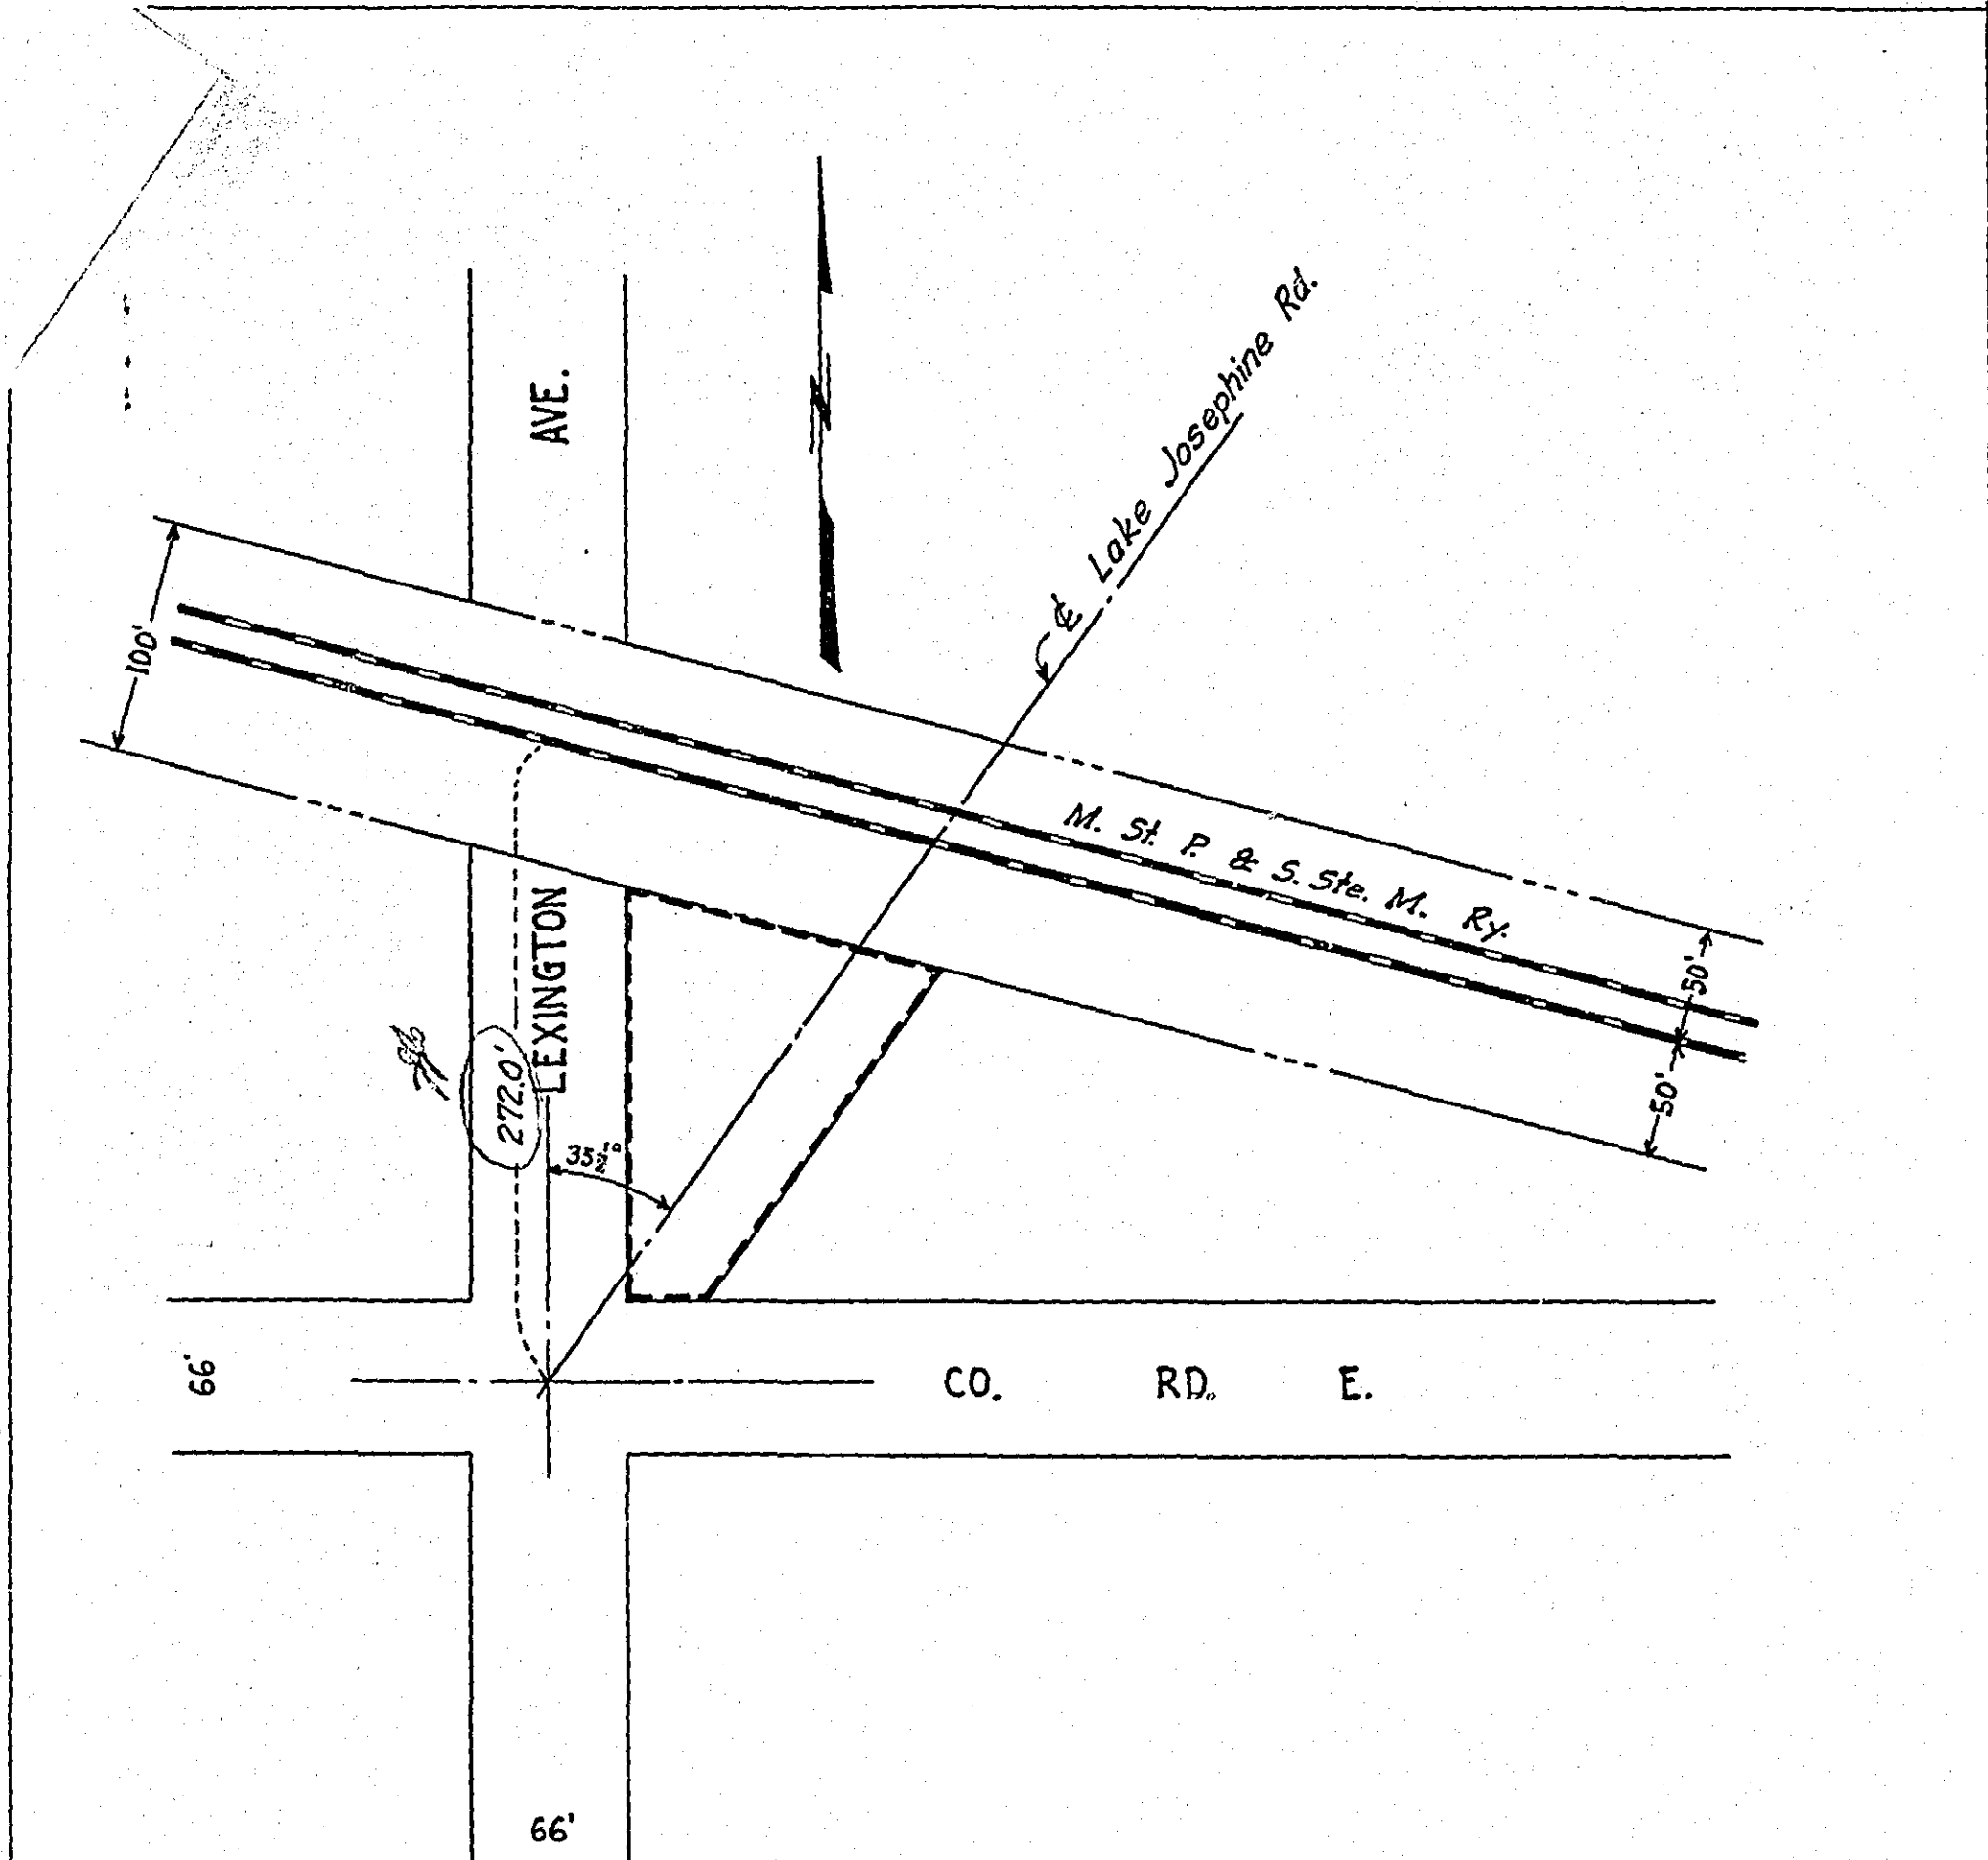 AVE.
N
℄ Lake Josephine Rd.
100'
M. St. P. & S. Ste. M. Ry.
50'
50'
LEXINGTON
272.0'
35½°
66'
CO. RD. E.
66'